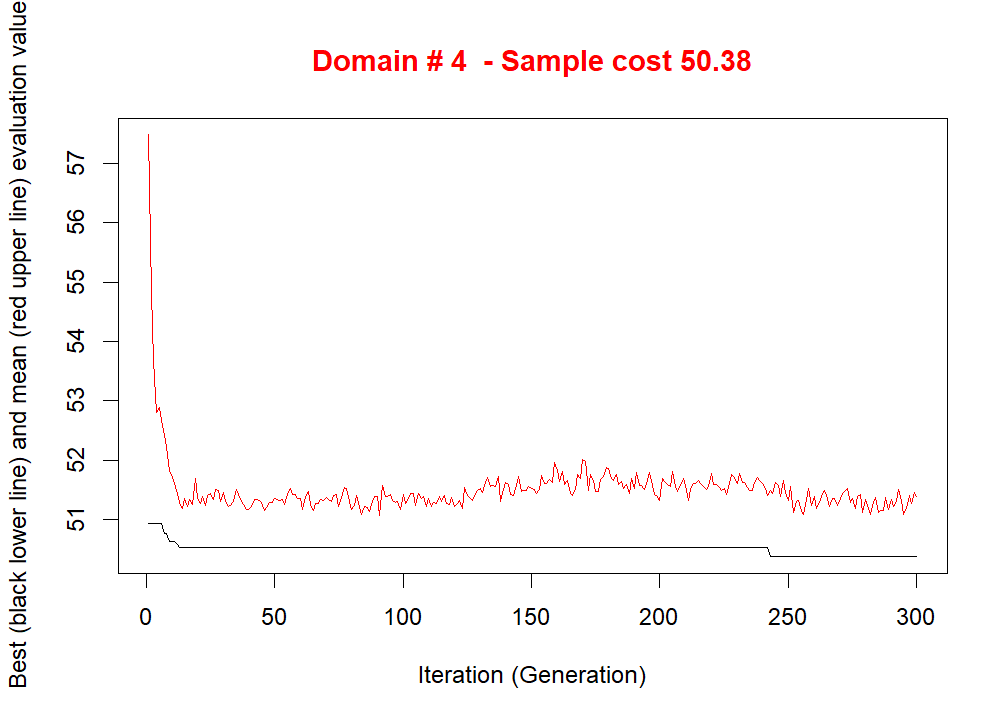 Domain # 4  - Sample cost 50.38
Best (black lower line) and mean (red upper line) evaluation value
57
56
55
54
53
52
51
0 50 100 150 200 250 300
Iteration (Generation)